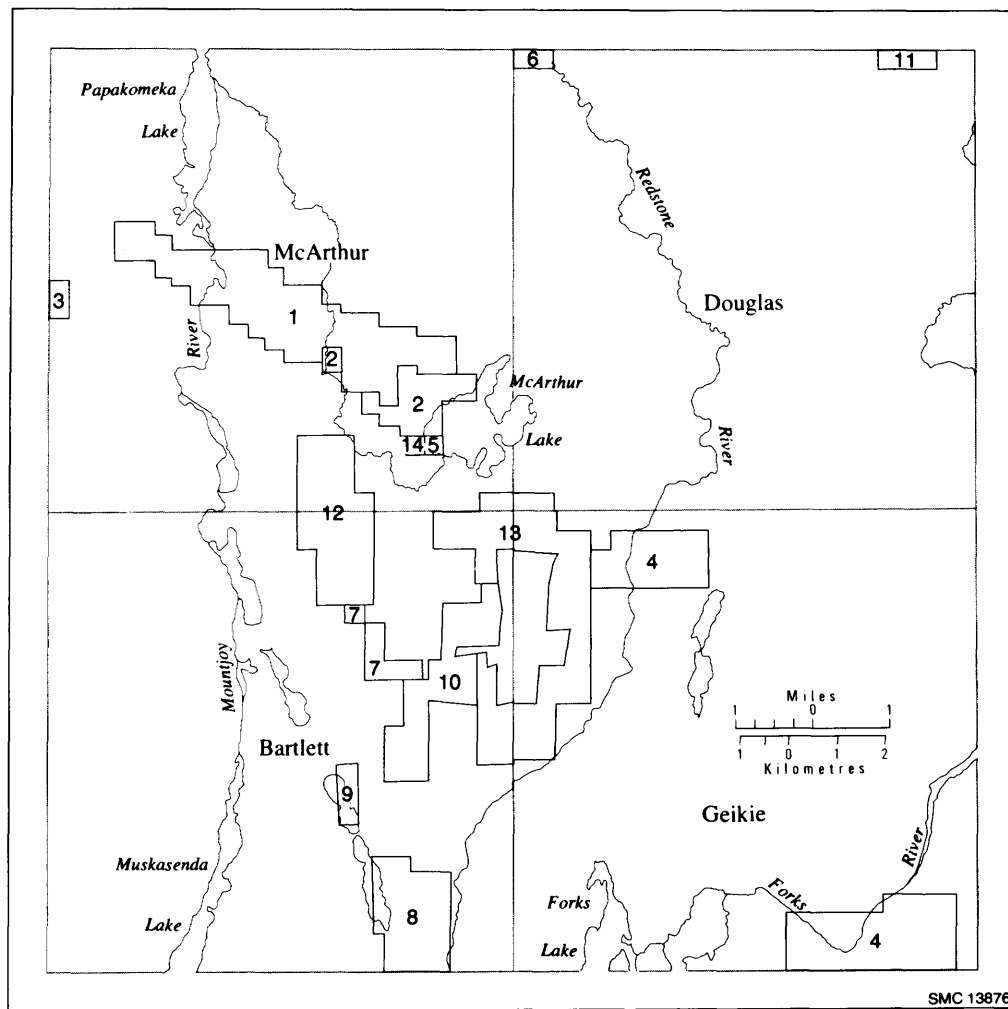 6
11
Papakomeka
Lake
Redstone
McArthur
3
Douglas
1
River
2
McArthur
2
River
14 5
Lake
12
13
4
7
7
Mountjoy
10
Miles
1 0 1
1 0 1 2
Kilometres
Bartlett
9
Geikie
River
Muskasenda
Forks
Forks
8
Lake
Lake
4
SMC 13876